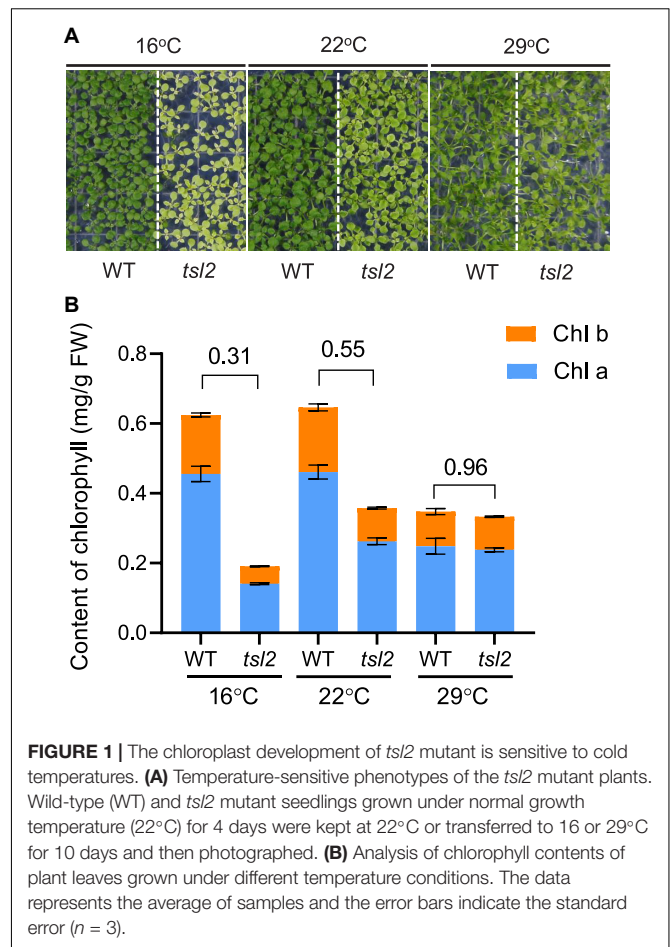 A
16°C 22°C 29°C
WT tsl2 WT tsl2 WT tsl2
B
Chl b
Chl a
Content of chlorophyll (mg/g FW)
0.8
0.6
0.4
0.2
0.0
0.31 0.55 0.96
WT tsl2 WT tsl2 WT tsl2
16°C 22°C 29°C
FIGURE 1 | The chloroplast development of tsl2 mutant is sensitive to cold
temperatures. (A) Temperature-sensitive phenotypes of the tsl2 mutant plants.
Wild-type (WT) and tsl2 mutant seedlings grown under normal growth
temperature (22°C) for 4 days were kept at 22°C or transferred to 16 or 29°C
for 10 days and then photographed. (B) Analysis of chlorophyll contents of
plant leaves grown under different temperature conditions. The data
represents the average of samples and the error bars indicate the standard
error (n = 3).